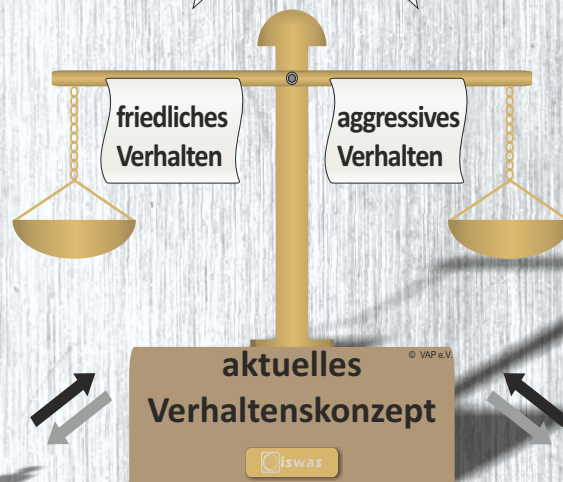 friedliches
Verhalten
aggressives
Verhalten
© VAP e.V.
aktuelles
Verhaltenskonzept
iswas